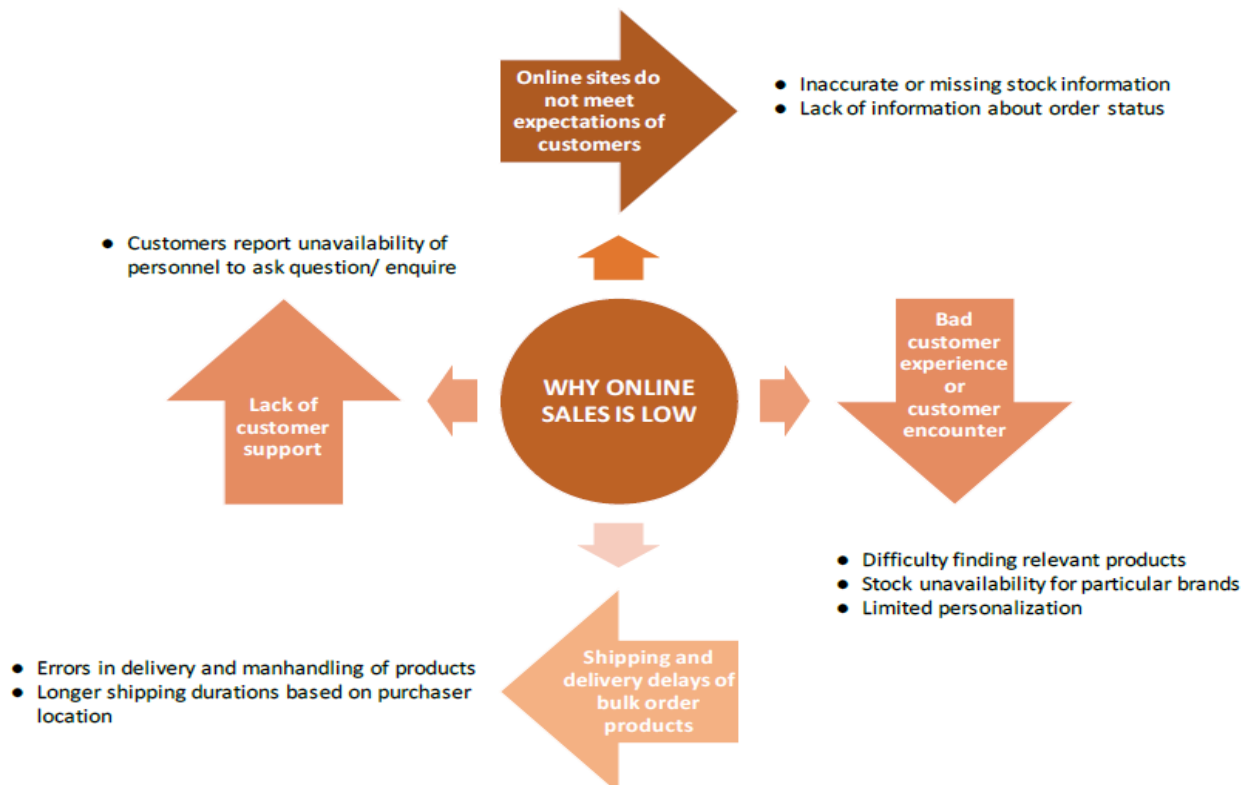 Online sites do
not meet
expectations of
customers
● Inaccurate or missing stock information
● Lack of information about order status
● Customers report unavailability of
personnel to ask question/ enquire
Lack of
customer
support
WHY ONLINE
SALES IS LOW
Bad
customer
experience
or
customer
encounter
● Difficulty finding relevant products
● Stock unavailability for particular brands
● Limited personalization
Shipping and
delivery delays of
bulk order
products
● Errors in delivery and manhandling of products
● Longer shipping durations based on purchaser
location